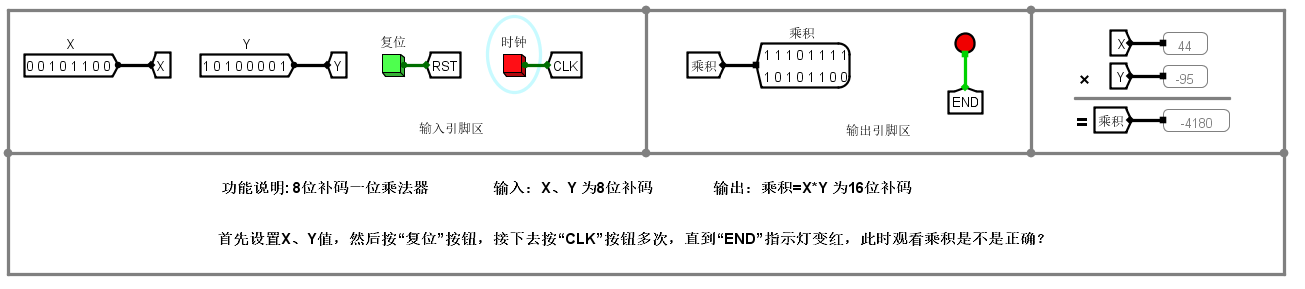 X
00101100
X
Y
10100001
Y
复位
RST
时钟
CLK
输入引脚区
乘积
乘积
11101111
10101100
END
输出引脚区
X 44
× Y -95
= 乘积 -4180
功能说明: 8位补码一位乘法器 输入：X、Y 为8位补码 输出：乘积=X*Y 为16位补码
首先设置X、Y值，然后按“复位”按钮，接下去按“CLK”按钮多次，直到“END”指示灯变红，此时观看乘积是不是正确？